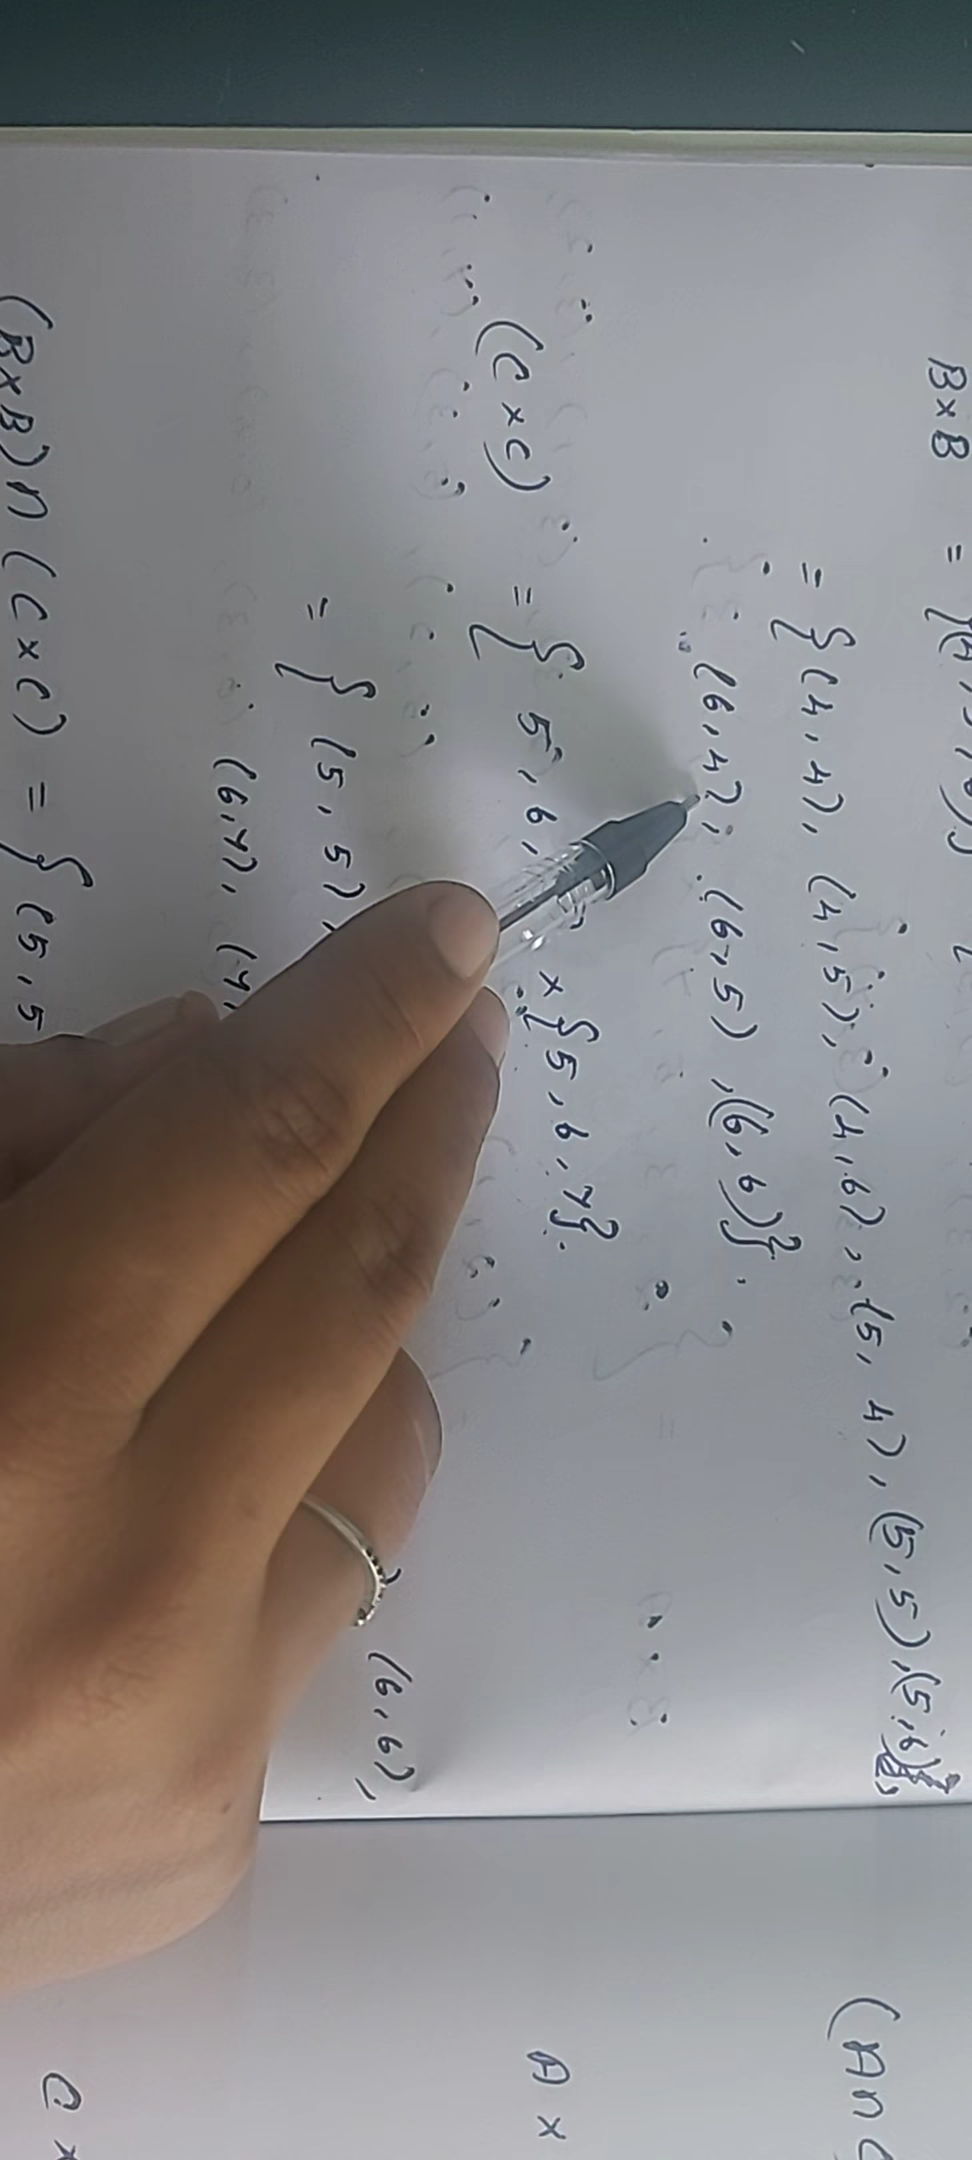 B×B =
= {(4,4), (4,5), (4,6), (5,4), (5,5), (5,6)
(6,4), (6,5), (6,6)}.
(C×C) = {5,6, × {5,6,7}.
= { (5,5), (6,6),
(6,7), (7,
(B×B)∩(C×C) = { (5,5
(A∩
A ×
C ×